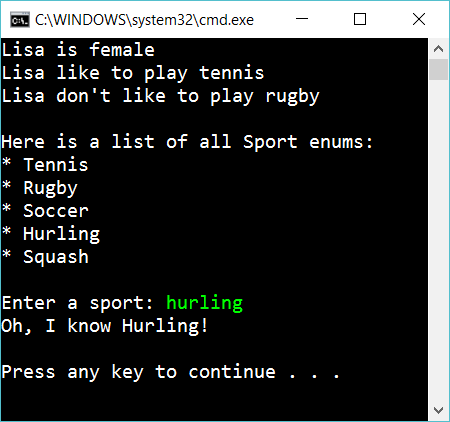 C:\WINDOWS\system32\cmd.exe
Lisa is female
Lisa like to play tennis
Lisa don't like to play rugby
Here is a list of all Sport enums:
* Tennis
* Rugby
* Soccer
* Hurling
* Squash
Enter a sport: hurling
Oh, I know Hurling!
Press any key to continue . . .